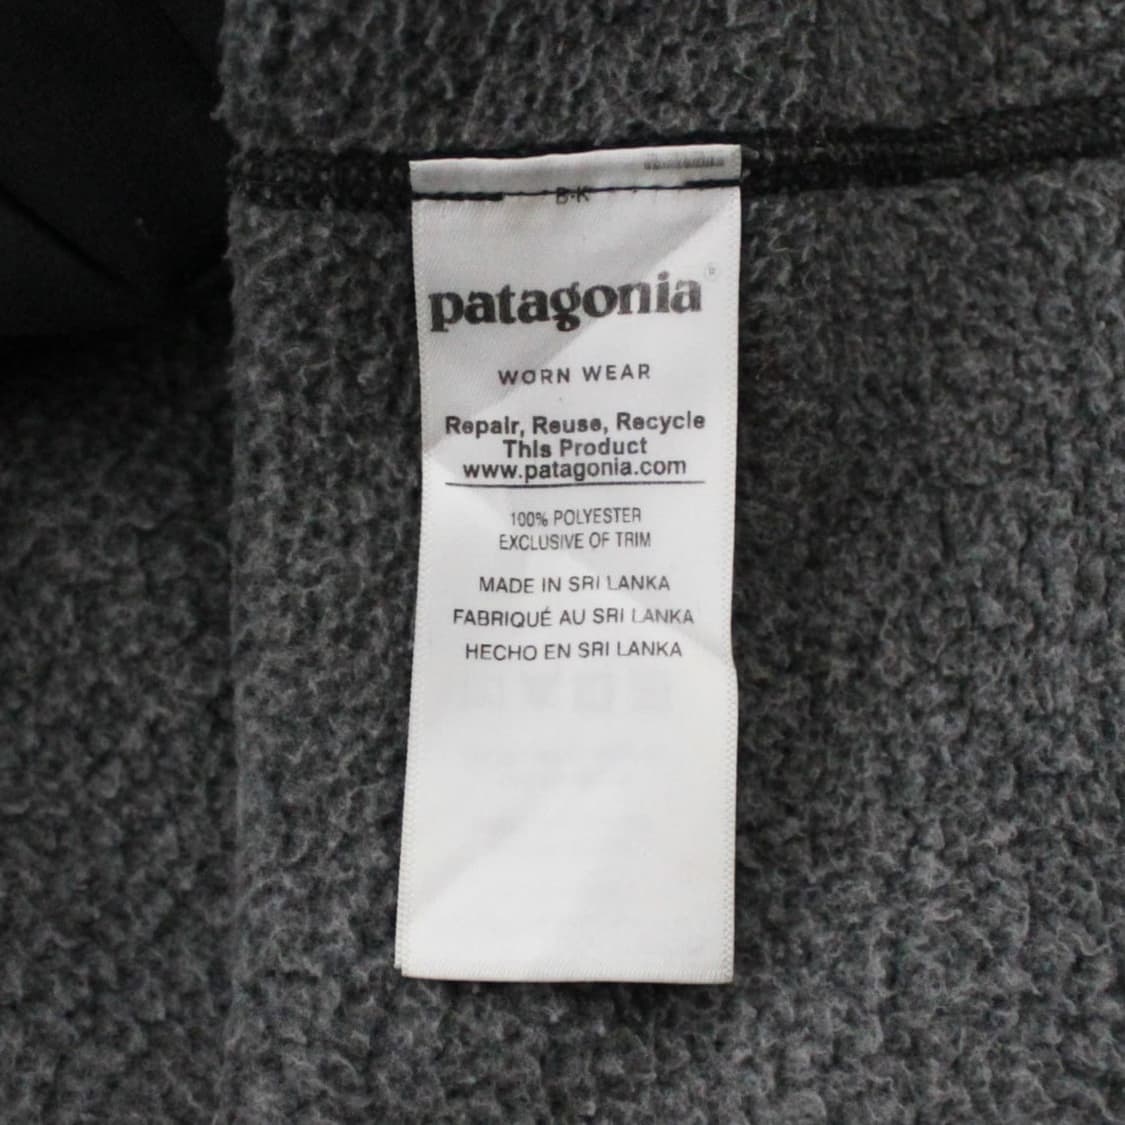 B-K
patagonia®
WORN WEAR
Repair, Reuse, Recycle
This Product
www.patagonia.com
100% POLYESTER
EXCLUSIVE OF TRIM
MADE IN SRI LANKA
FABRIQUÉ AU SRI LANKA
HECHO EN SRI LANKA